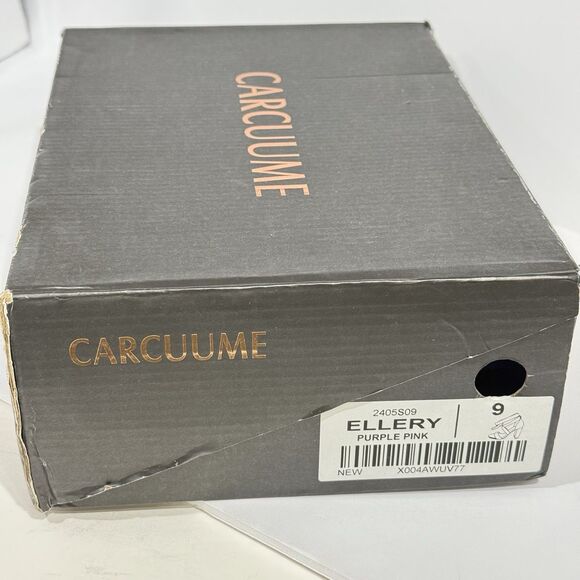 CARCUUME
CARCUUME
2405S09
ELLERY
PURPLE PINK
9
NEW X004AWUV77